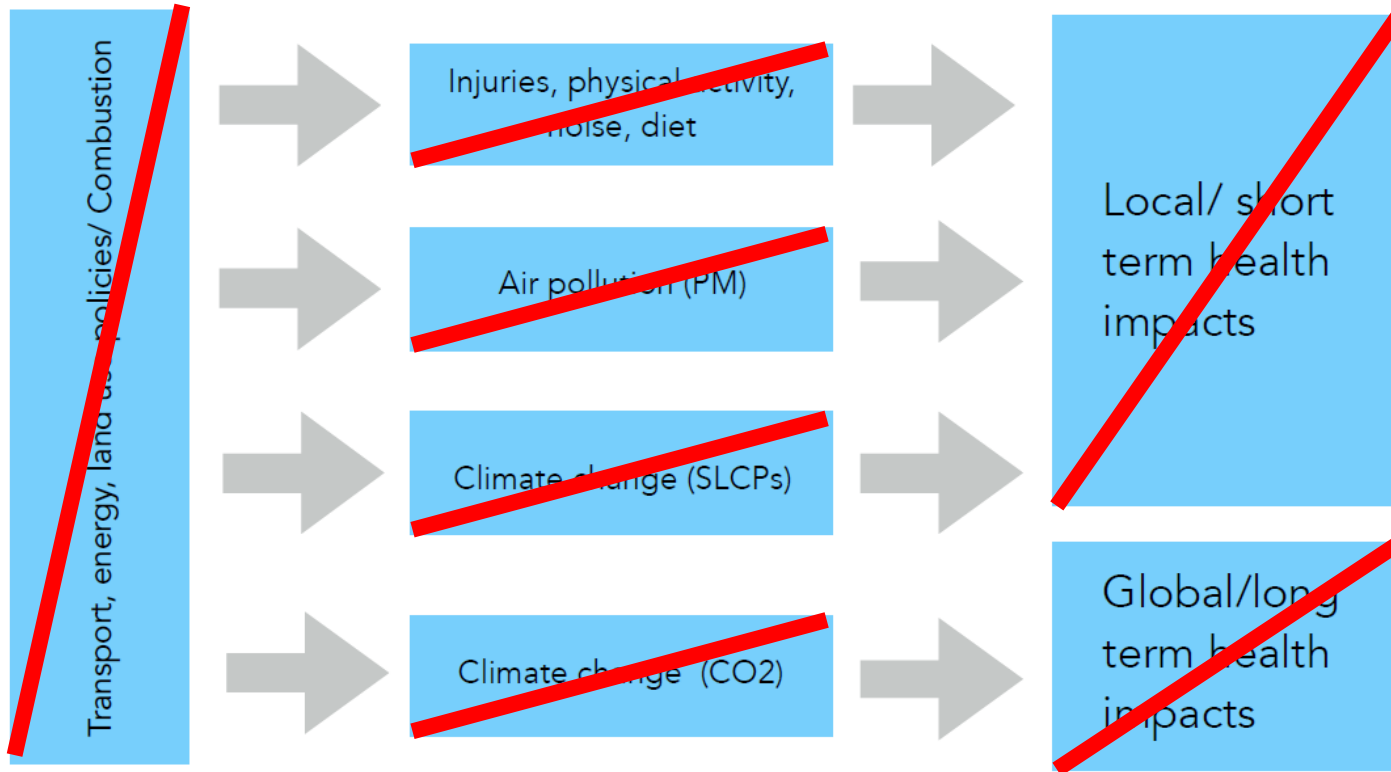 Transport, energy, land use policies/ Combustion
Injuries, physical activity,
noise, diet
Air pollution (PM)
Climate change (SLCPs)
Climate change (CO2)
Local/ short
term health
impacts
Global/long
term health
impacts